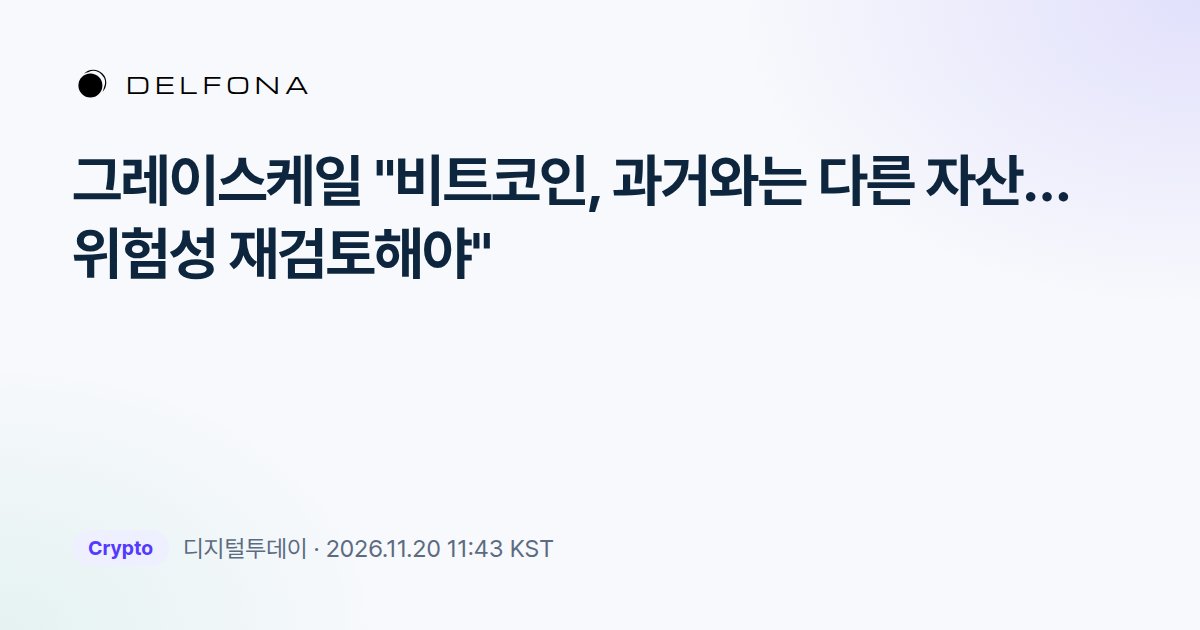 DELFONA
그레이스케일 "비트코인, 과거와는 다른 자산…
위험성 재검토해야"
Crypto 디지털투데이 · 2026.11.20 11:43 KST